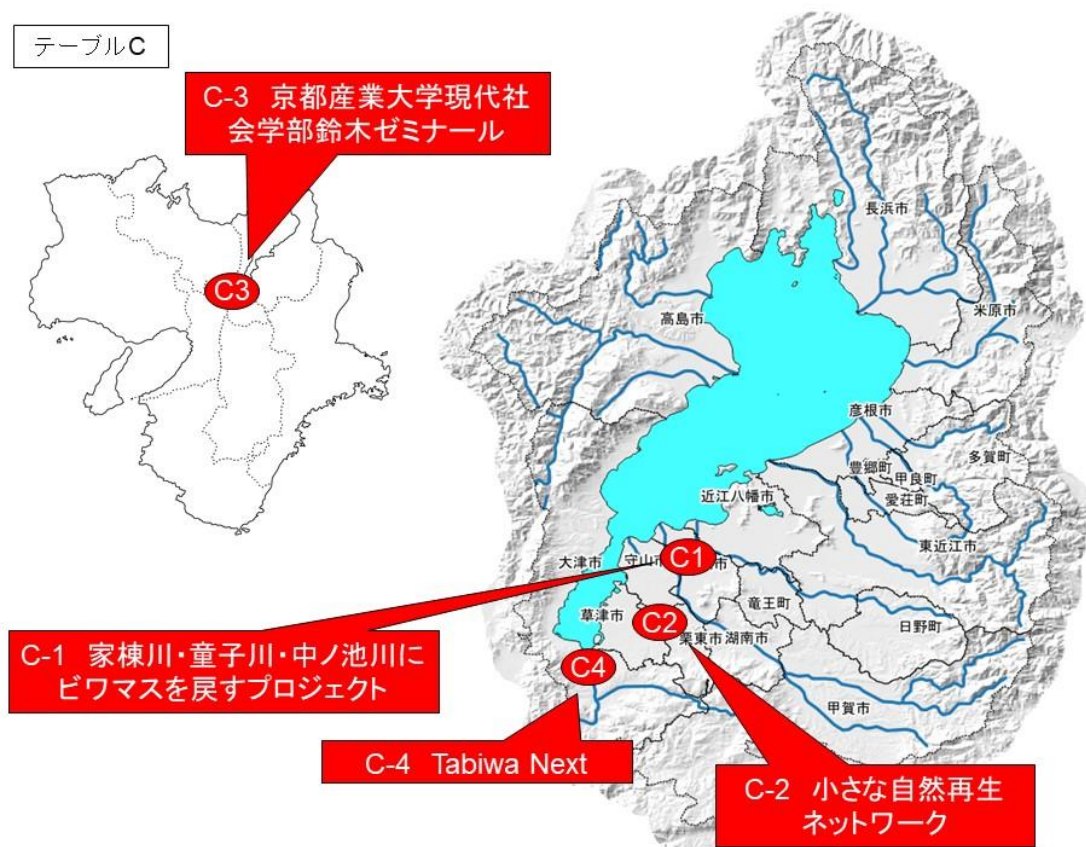 テーブルC
C-3 京都産業大学現代社
会学部鈴木ゼミナール
C3
長浜市
高島市
米原市
彦根市
多賀町
豊郷町
甲良町
愛荘町
近江八幡市
東近江市
大津市
守山市
C1
市
竜王町
日野町
草津市
C2
栗東市
湖南市
C4
甲賀市
C-1 家棟川・童子川・中ノ池川に
ビワマスを戻すプロジェクト
C-4 Tabiwa Next
C-2 小さな自然再生
ネットワーク